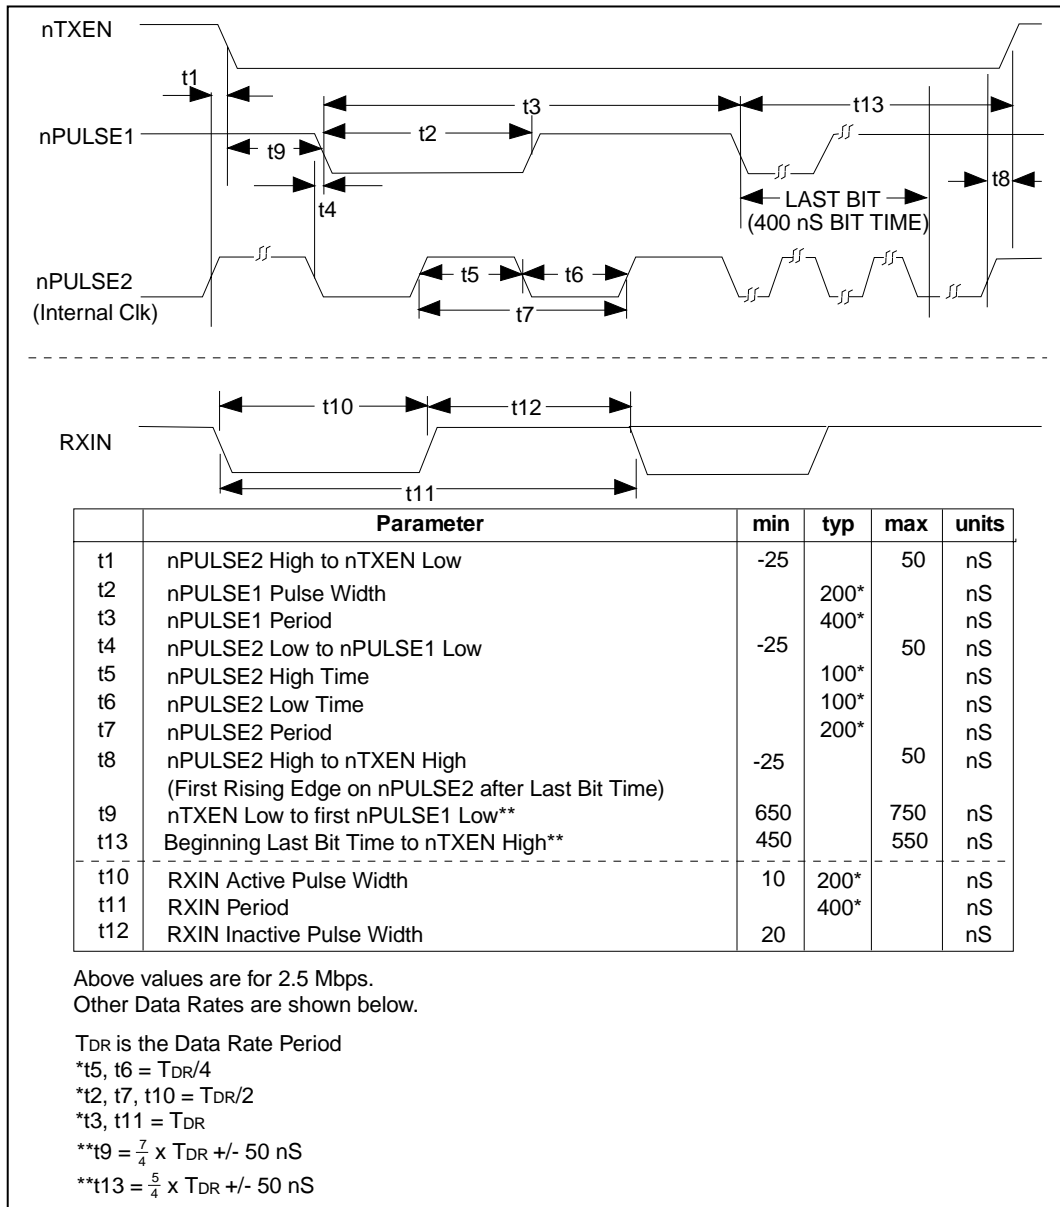 nTXEN
t1
t3
t13
nPULSE1
t2
t9
t4
t8
LAST BIT
(400 nS BIT TIME)
nPULSE2
(Internal Clk)
t5
t6
t7
t10
t12
RXIN
t11
Parameter min typ max units
t1 nPULSE2 High to nTXEN Low -25 50 nS
t2 nPULSE1 Pulse Width 200* nS
t3 nPULSE1 Period 400* nS
t4 nPULSE2 Low to nPULSE1 Low -25 50 nS
t5 nPULSE2 High Time 100* nS
t6 nPULSE2 Low Time 100* nS
t7 nPULSE2 Period 200* nS
t8 nPULSE2 High to nTXEN High -25 50 nS
(First Rising Edge on nPULSE2 after Last Bit Time)
t9 nTXEN Low to first nPULSE1 Low** 650 750 nS
t13 Beginning Last Bit Time to nTXEN High** 450 550 nS
t10 RXIN Active Pulse Width 10 200* nS
t11 RXIN Period 400* nS
t12 RXIN Inactive Pulse Width 20 nS
Above values are for 2.5 Mbps.
Other Data Rates are shown below.
TDR is the Data Rate Period
*t5, t6 = TDR/4
*t2, t7, t10 = TDR/2
*t3, t11 = TDR
**t9 = 7/4 x TDR +/- 50 nS
**t13 = 5/4 x TDR +/- 50 nS